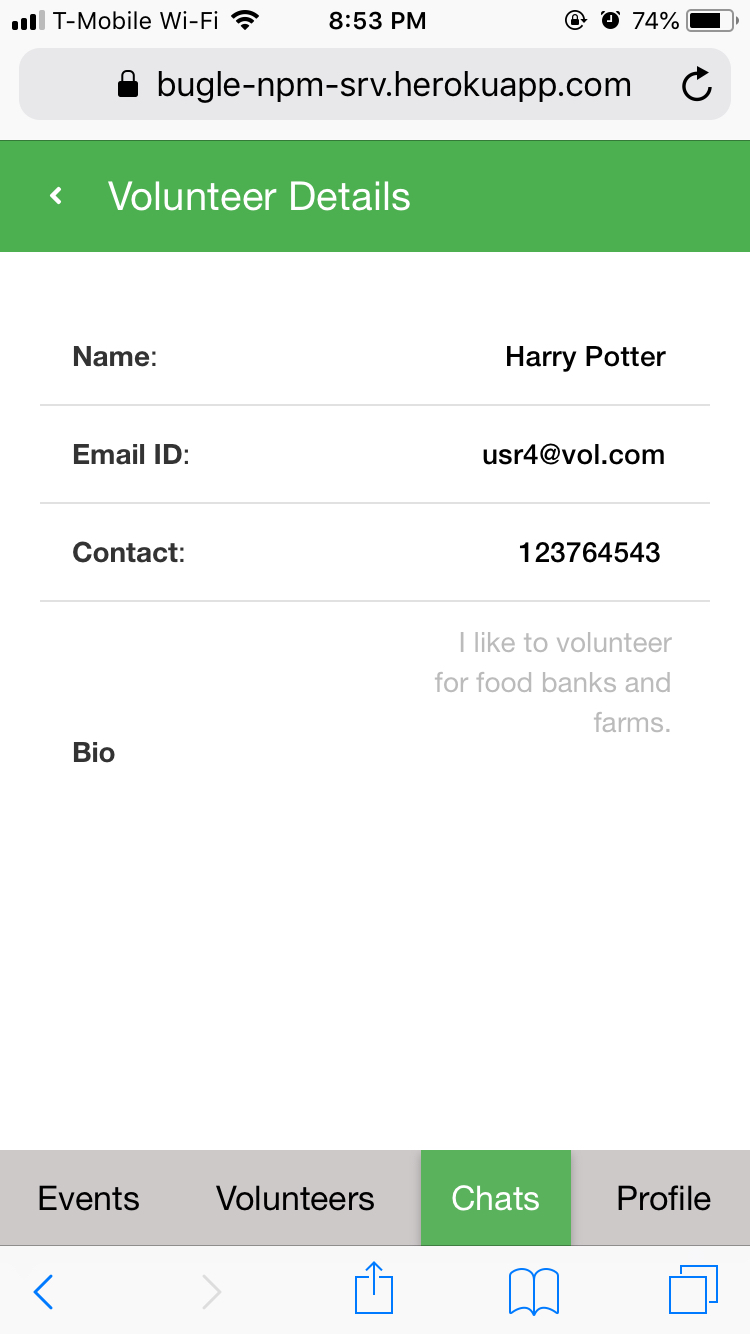 T-Mobile Wi-Fi 8:53 PM 74%
bugle-npm-srv.herokuapp.com
Volunteer Details
Name: Harry Potter
Email ID: usr4@vol.com
Contact: 123764543
I like to volunteer
for food banks and
farms.
Bio
Events Volunteers Chats Profile